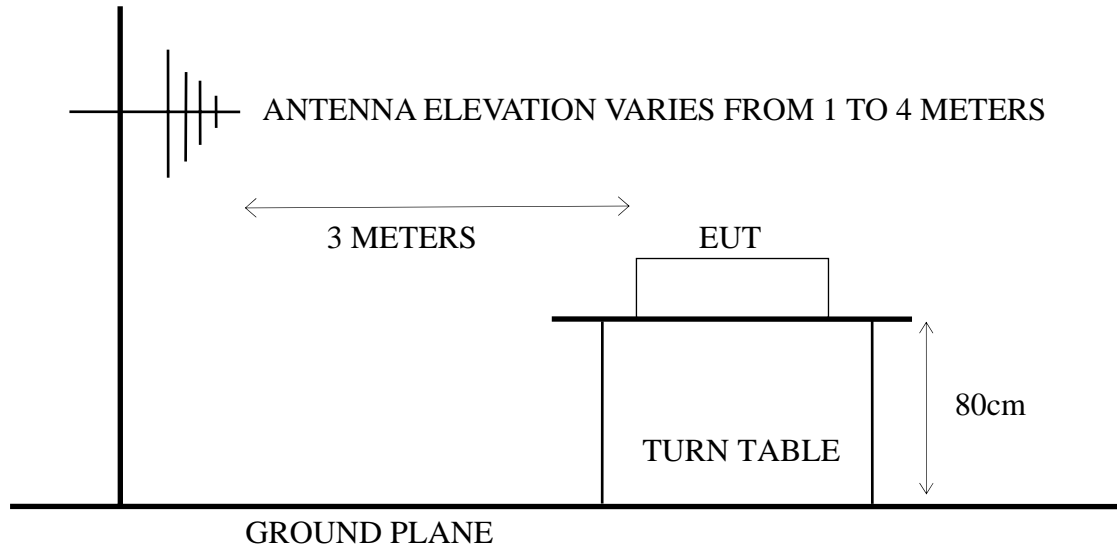 ANTENNA ELEVATION VARIES FROM 1 TO 4 METERS
3 METERS
EUT
80cm
TURN TABLE
GROUND PLANE